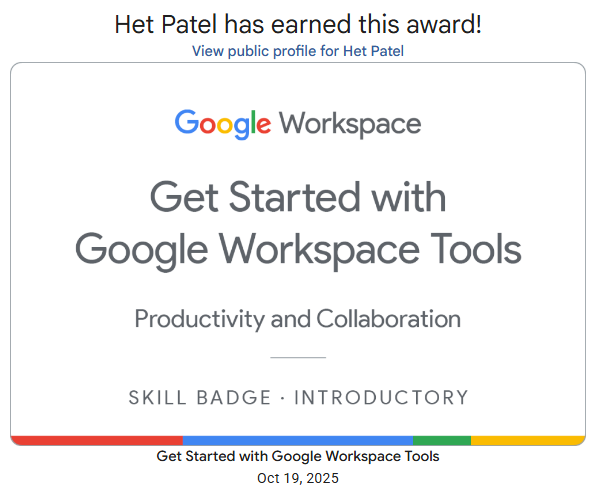 Het Patel has earned this award!
View public profile for Het Patel
Google Workspace
Get Started with
Google Workspace Tools
Productivity and Collaboration
SKILL BADGE · INTRODUCTORY
Get Started with Google Workspace Tools
Oct 19, 2025